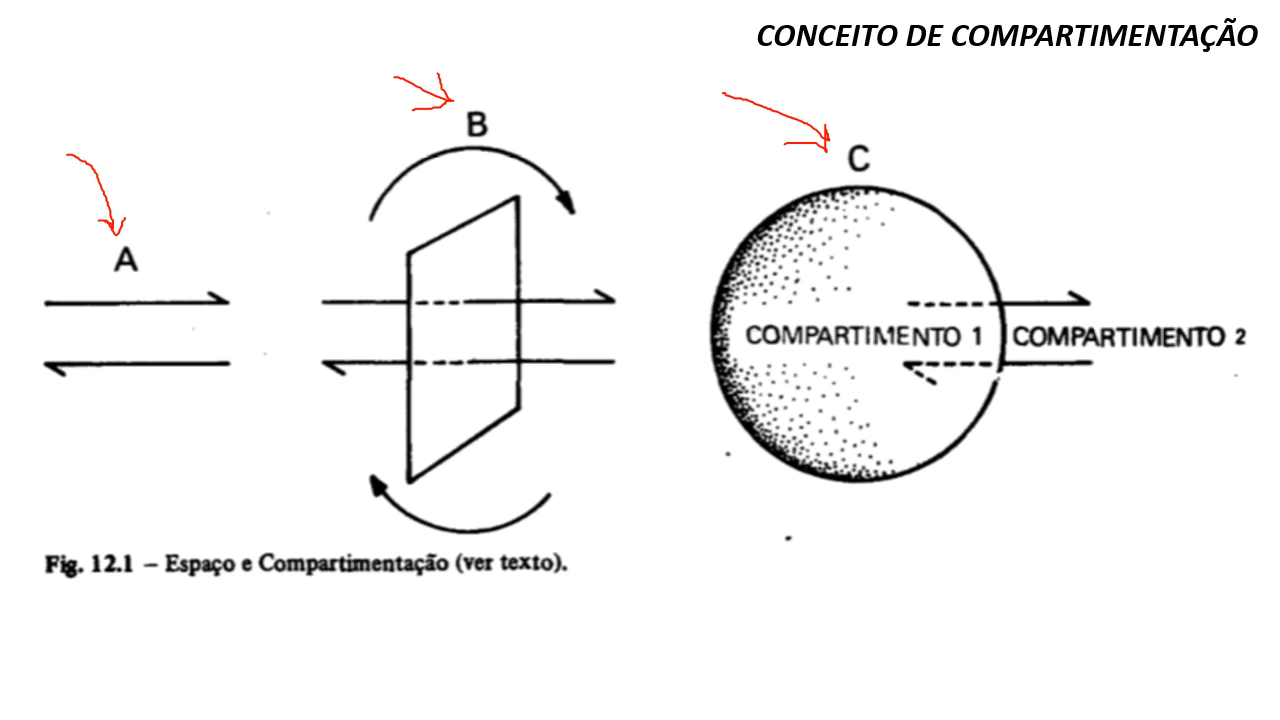 CONCEITO DE COMPARTIMENTAÇÃO
A
B
C
COMPARTIMENTO 1
COMPARTIMENTO 2
Fig. 12.1 – Espaço e Compartimentação (ver texto).